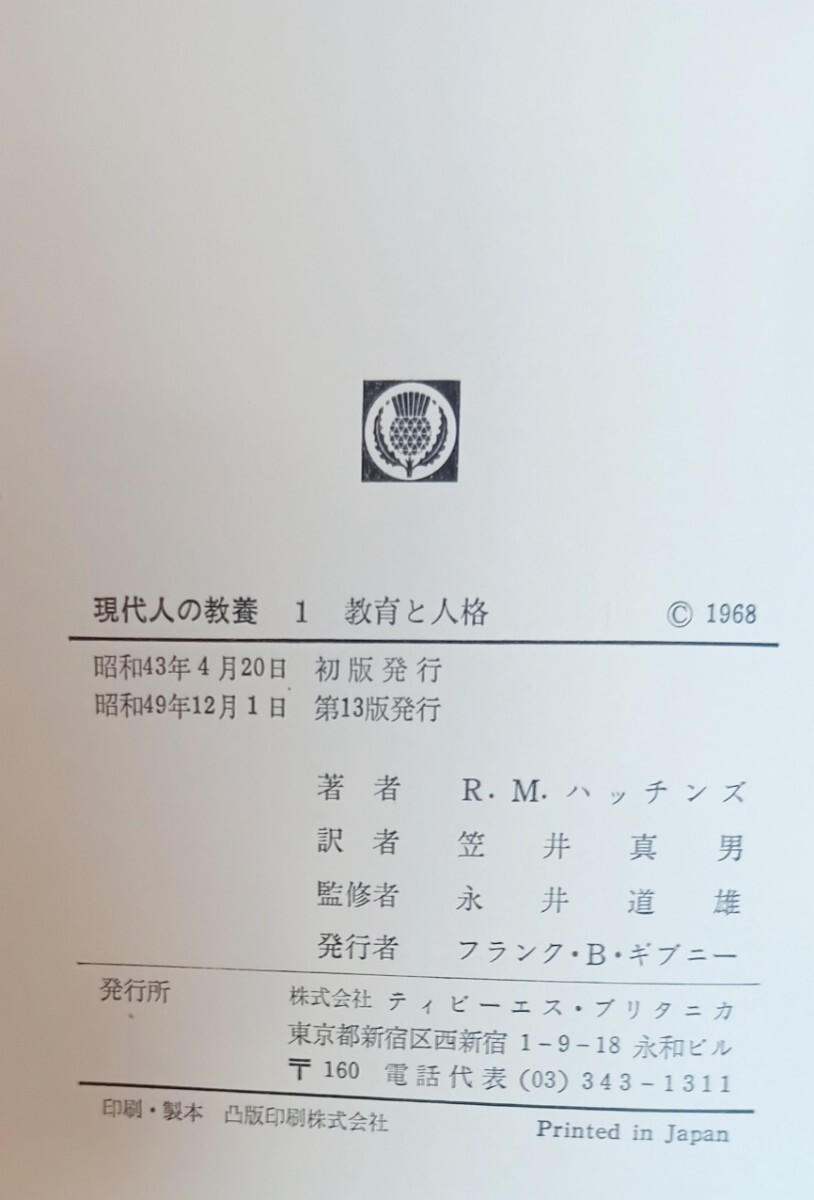 現代人の教養 1 教育と人格 © 1968
昭和43年4月20日 初版発行
昭和49年12月1日 第13版発行
著者 R. M. ハッチンズ
訳者 笠井真男
監修者 永井道雄
発行者 フランク・B・ギブニー
発行所 株式会社 ティビーエス・ブリタニカ
東京都新宿区西新宿 1-9-18 永和ビル
〒160 電話代表 (03) 343-1311
印刷・製本 凸版印刷株式会社 Printed in Japan